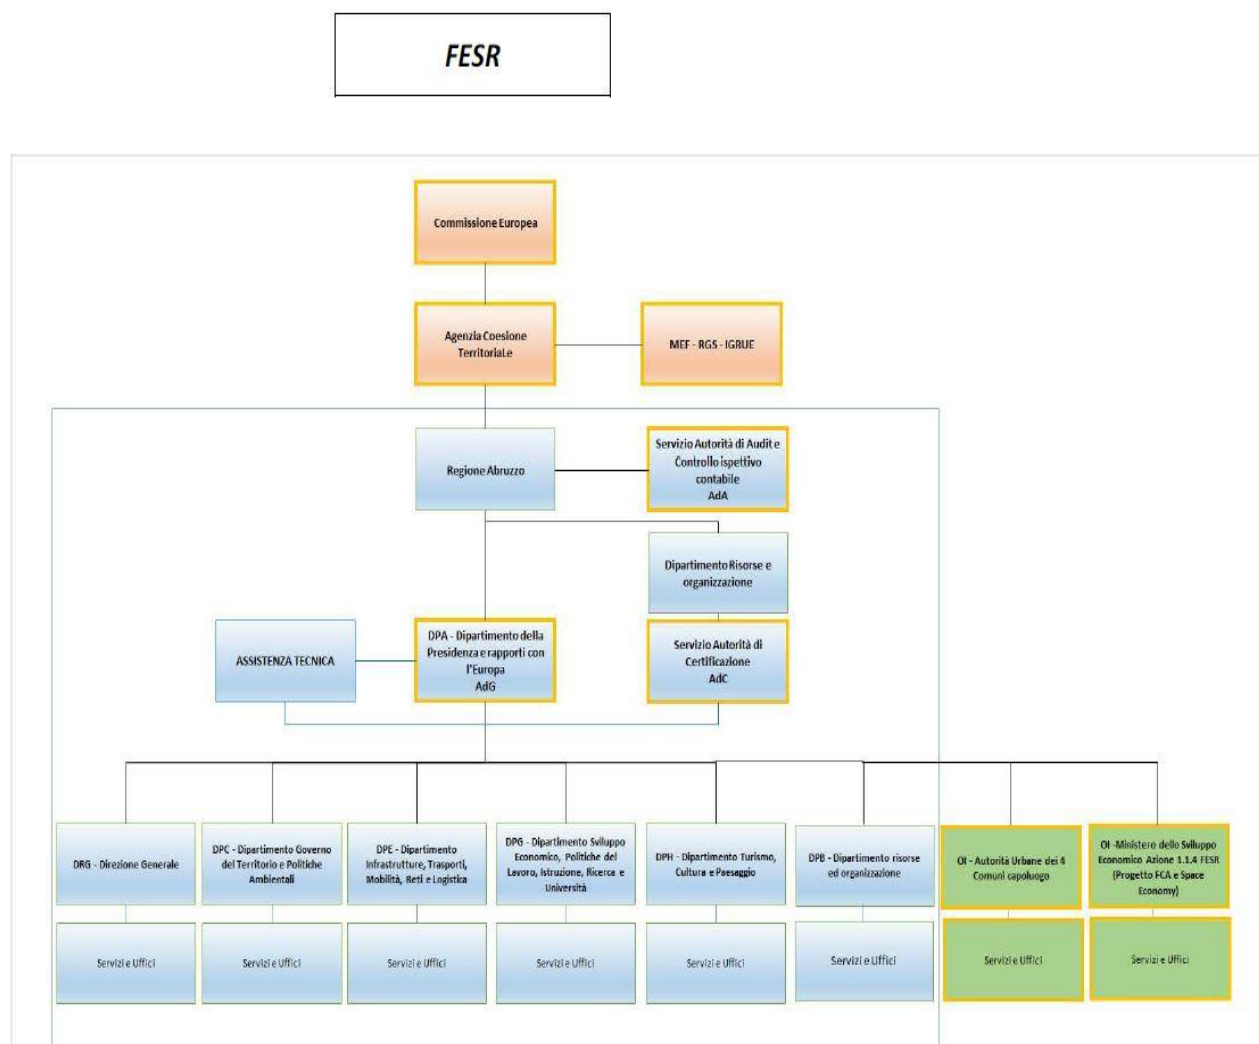 FESR
Commissione Europea
Agenzia Coesione
Territoriale
MEF - RGS - IGRUE
Regione Abruzzo
Servizio Autorità di Audit e
Controllo ispettivo
contabile
AdA
Dipartimento Risorse e
organizzazione
ASSISTENZA TECNICA
DPA - Dipartimento della
Presidenza e rapporti con
l'Europa
AdG
Servizio Autorità di
Certificazione
AdC
DRG - Direzione Generale
DPC - Dipartimento Governo
del Territorio e Politiche
Ambientali
DPE - Dipartimento
Infrastrutture, Trasporti,
Mobilità, Reti e Logistica
DPG - Dipartimento Sviluppo
Economico, Politiche del
Lavoro, Istruzione, Ricerca e
Università
DPH - Dipartimento Turismo,
Cultura e Paesaggio
DPB - Dipartimento risorse
ed organizzazione
OI - Autorità Urbane dei 4
Comuni capoluogo
OI -Ministero dello Sviluppo
Economico Azione 1.1.4 FESR
(Progetto FCA e Space
Economy)
Servizi e Uffici
Servizi e Uffici
Servizi e Uffici
Servizi e Uffici
Servizi e Uffici
Servizi e Uffici
Servizi e Uffici
Servizi e Uffici